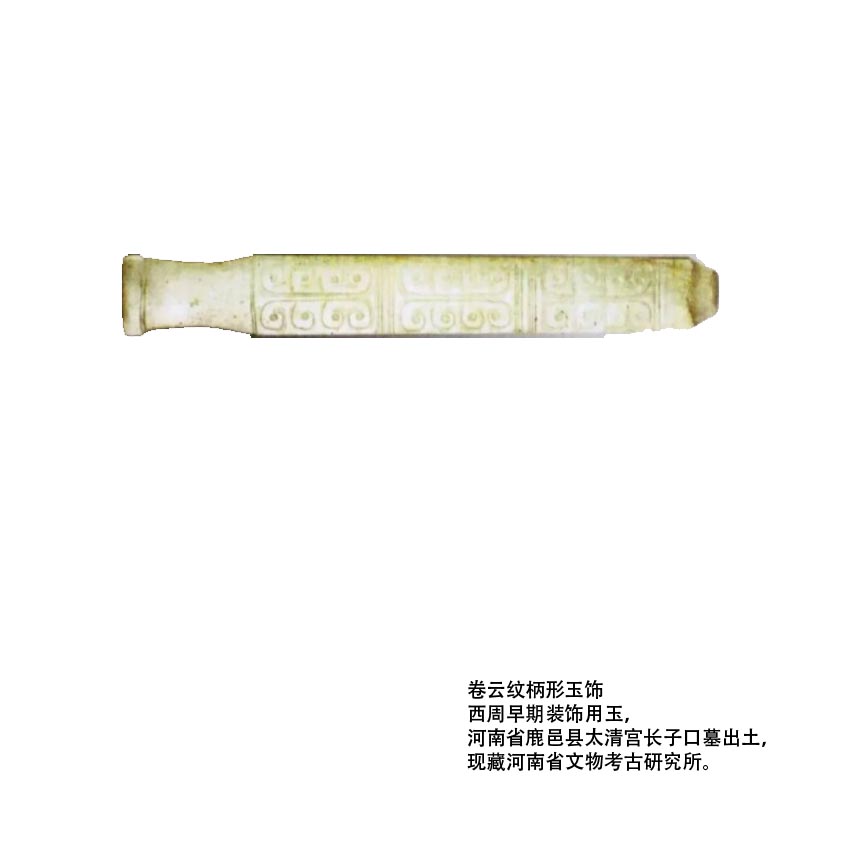 卷云纹柄形玉饰
西周早期装饰用玉,
河南省鹿邑县太清宫长子口墓出土,
现藏河南省文物考古研究所。